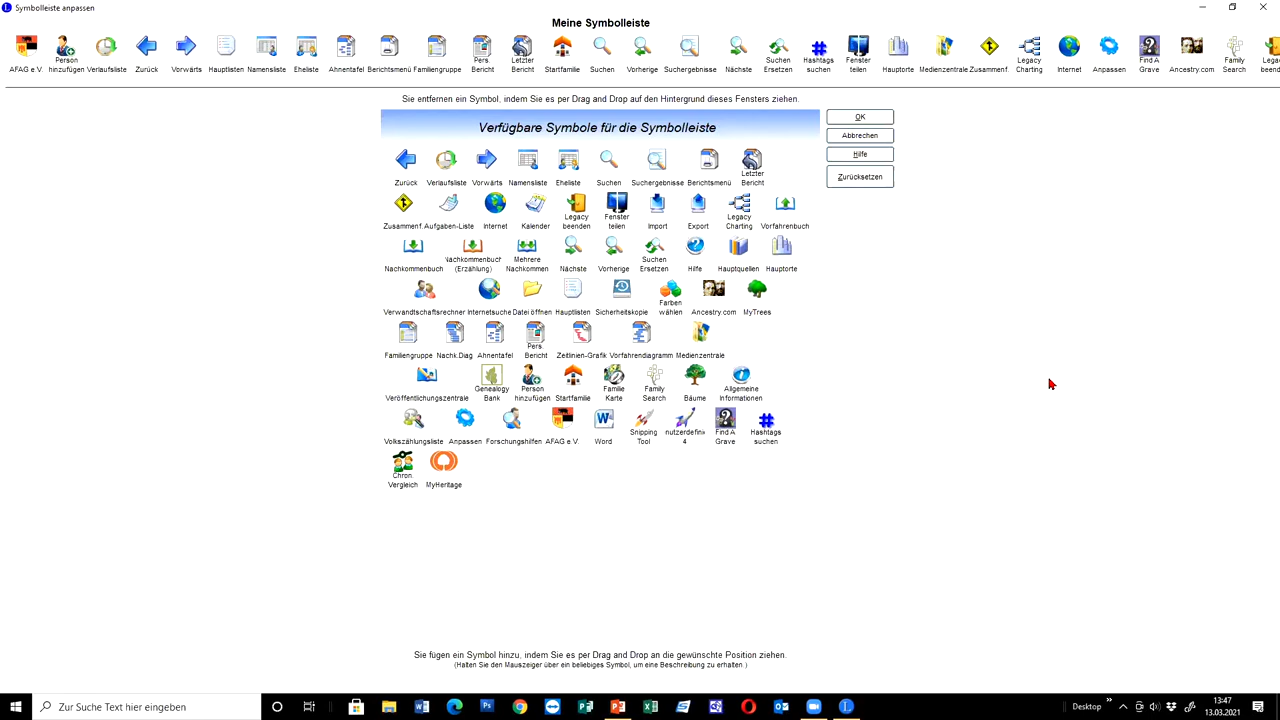 Symbolleiste anpassen
Meine Symbolleiste
AFAG e.V. Person hinzufügen Verlaufsliste Zurück Vorwärts Hauptlisten Namensliste Eheliste Ahnentafel Berichtsmenü Familiengruppe Pers. Bericht Letzter Bericht Startfamilie Suchen Vorherige Suchergebnisse Nächste Suchen Ersetzen Hashtags suchen Fenster teilen Hauptorte Medienzentrale Zusammenf. Legacy Charting Internet Anpassen Find A Grave Ancestry.com Family Search Lega beend
Sie entfernen ein Symbol, indem Sie es per Drag and Drop auf den Hintergrund dieses Fensters ziehen.
Verfügbare Symbole für die Symbolleiste
OK
Abbrechen
Hilfe
Zurücksetzen
Zurück Verlaufsliste Vorwärts Namensliste Eheliste Suchen Suchergebnisse Berichtsmenü Letzter Bericht
Zusammenf. Aufgaben-Liste Internet Kalender Legacy beenden Fenster teilen Import Export Legacy Charting Vorfahrenbuch
Nachkommenbuch Nachkommenbuch (Erzählung) Mehrere Nachkommen Nächste Vorherige Suchen Ersetzen Hilfe Hauptquellen Hauptorte
Verwandtschaftsrechner Internetsuche Datei öffnen Hauptlisten Sicherheitskopie Farben wählen Ancestry.com MyTrees
Familiengruppe Nachk.Diag Ahnentafel Pers. Bericht Zeitlinien-Grafik Vorfahrendiagramm Medienzentrale
Veröffentlichungszentrale Genealogy Bank Person hinzufügen Startfamilie Familie Karte Family Search Bäume Allgemeine Informationen
Volkszählungsliste Anpassen Forschungshilfen AFAG e.V. Word Snipping Tool nutzerdefini 4 Find A Grave Hashtags suchen
Chron. Vergleich MyHeritage
Sie fügen ein Symbol hinzu, indem Sie es per Drag and Drop an die gewünschte Position ziehen.
(Halten Sie den Mauszeiger über ein beliebiges Symbol, um eine Beschreibung zu erhalten.)
Zur Suche Text hier eingeben
Desktop
13:47
13.03.2021